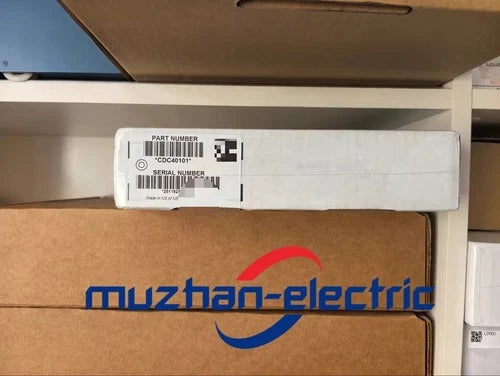 PART NUMBER
*CDC40101*
SERIAL NUMBER
Made in US of US
muzhan-electric